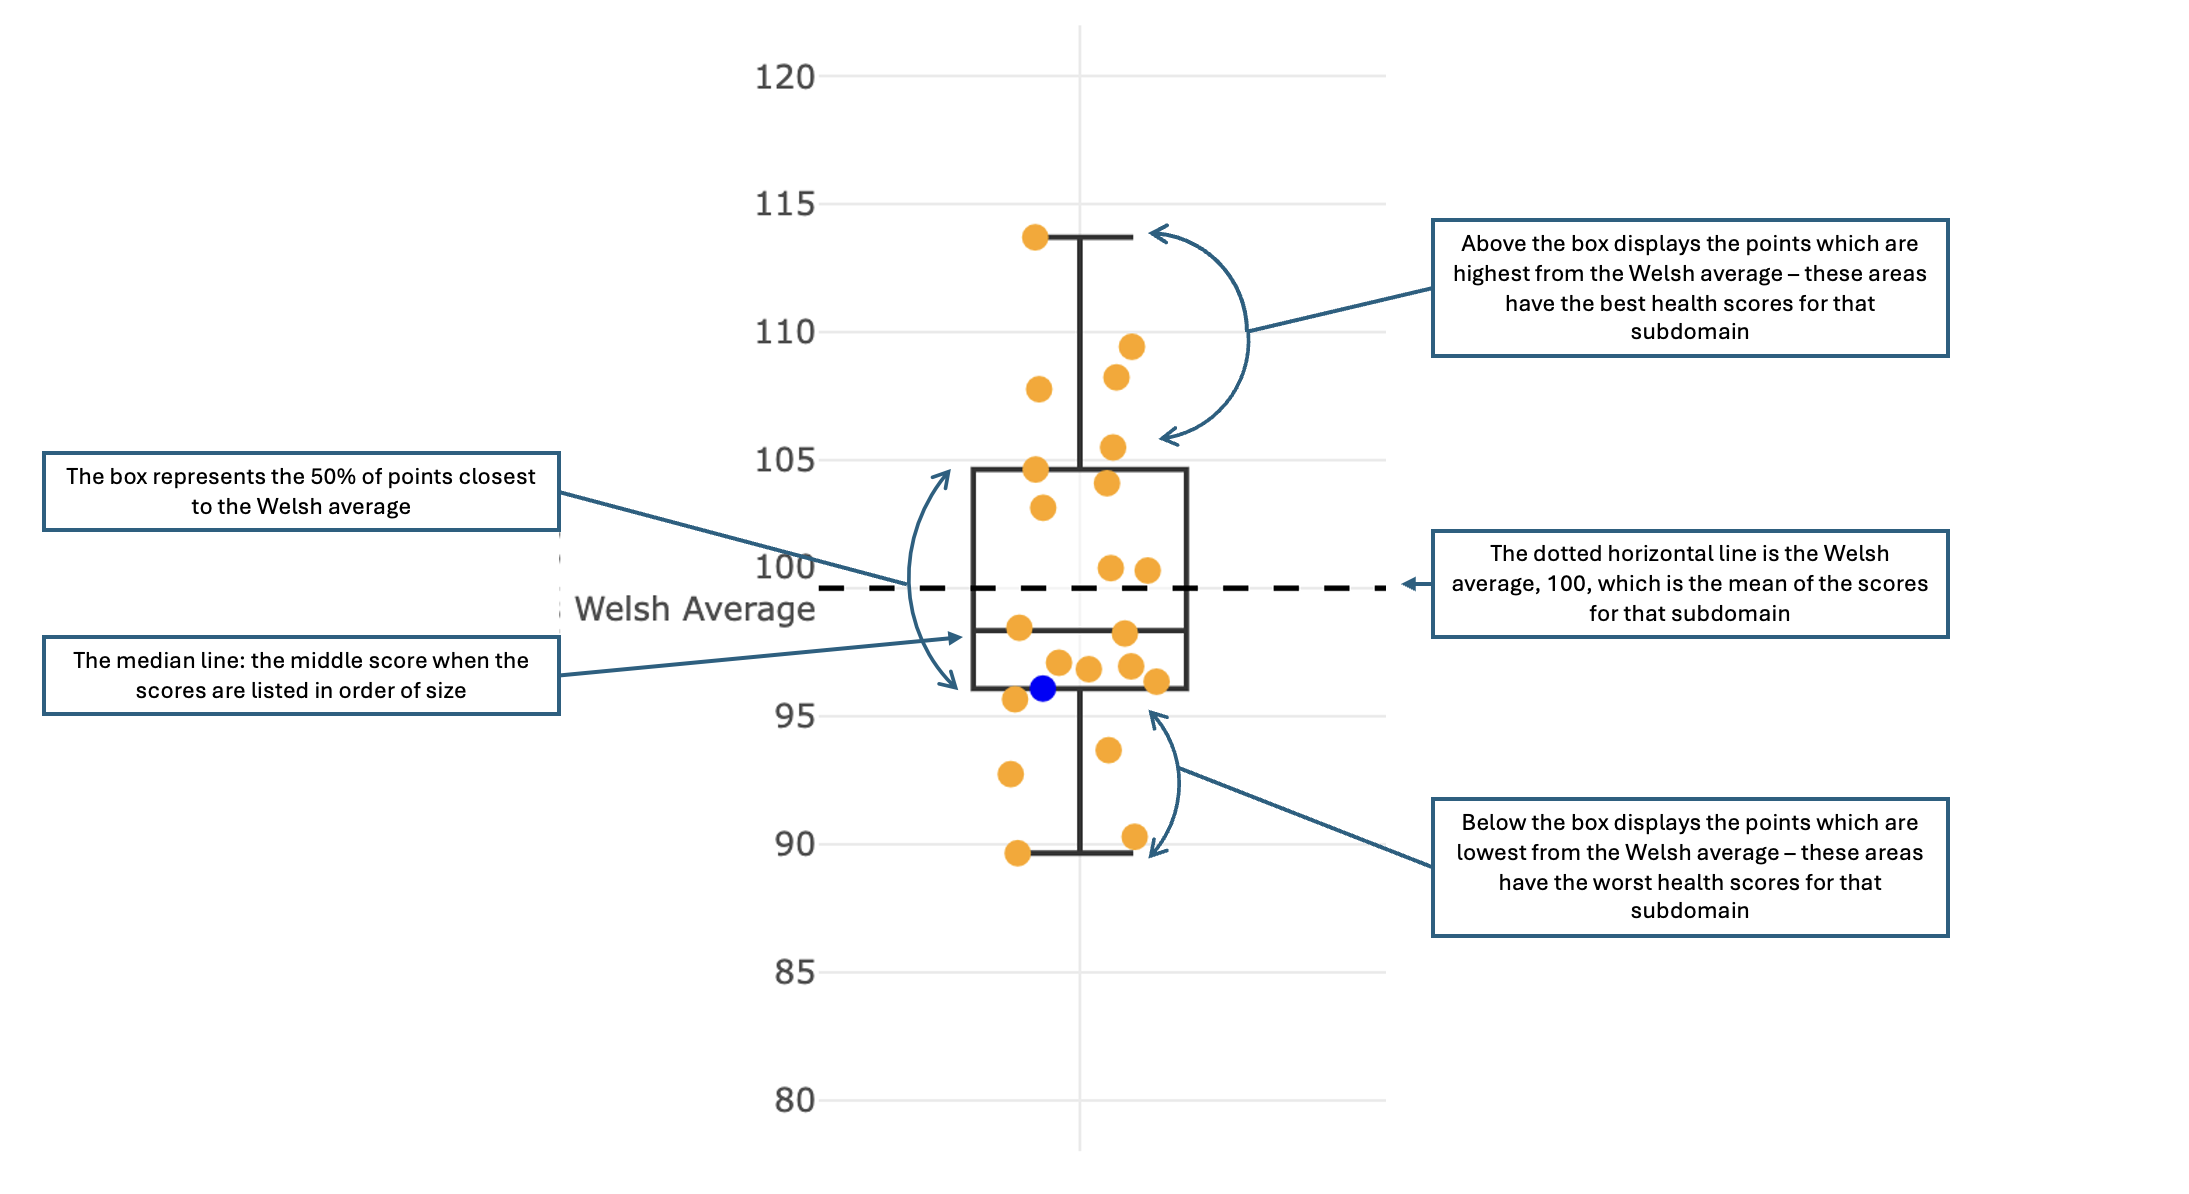 120
115
110
105
100
Welsh Average
95
90
85
80
The box represents the 50% of points closest
to the Welsh average
The median line: the middle score when the
scores are listed in order of size
Above the box displays the points which are
highest from the Welsh average – these areas
have the best health scores for that
subdomain
The dotted horizontal line is the Welsh
average, 100, which is the mean of the scores
for that subdomain
Below the box displays the points which are
lowest from the Welsh average – these areas
have the worst health scores for that
subdomain